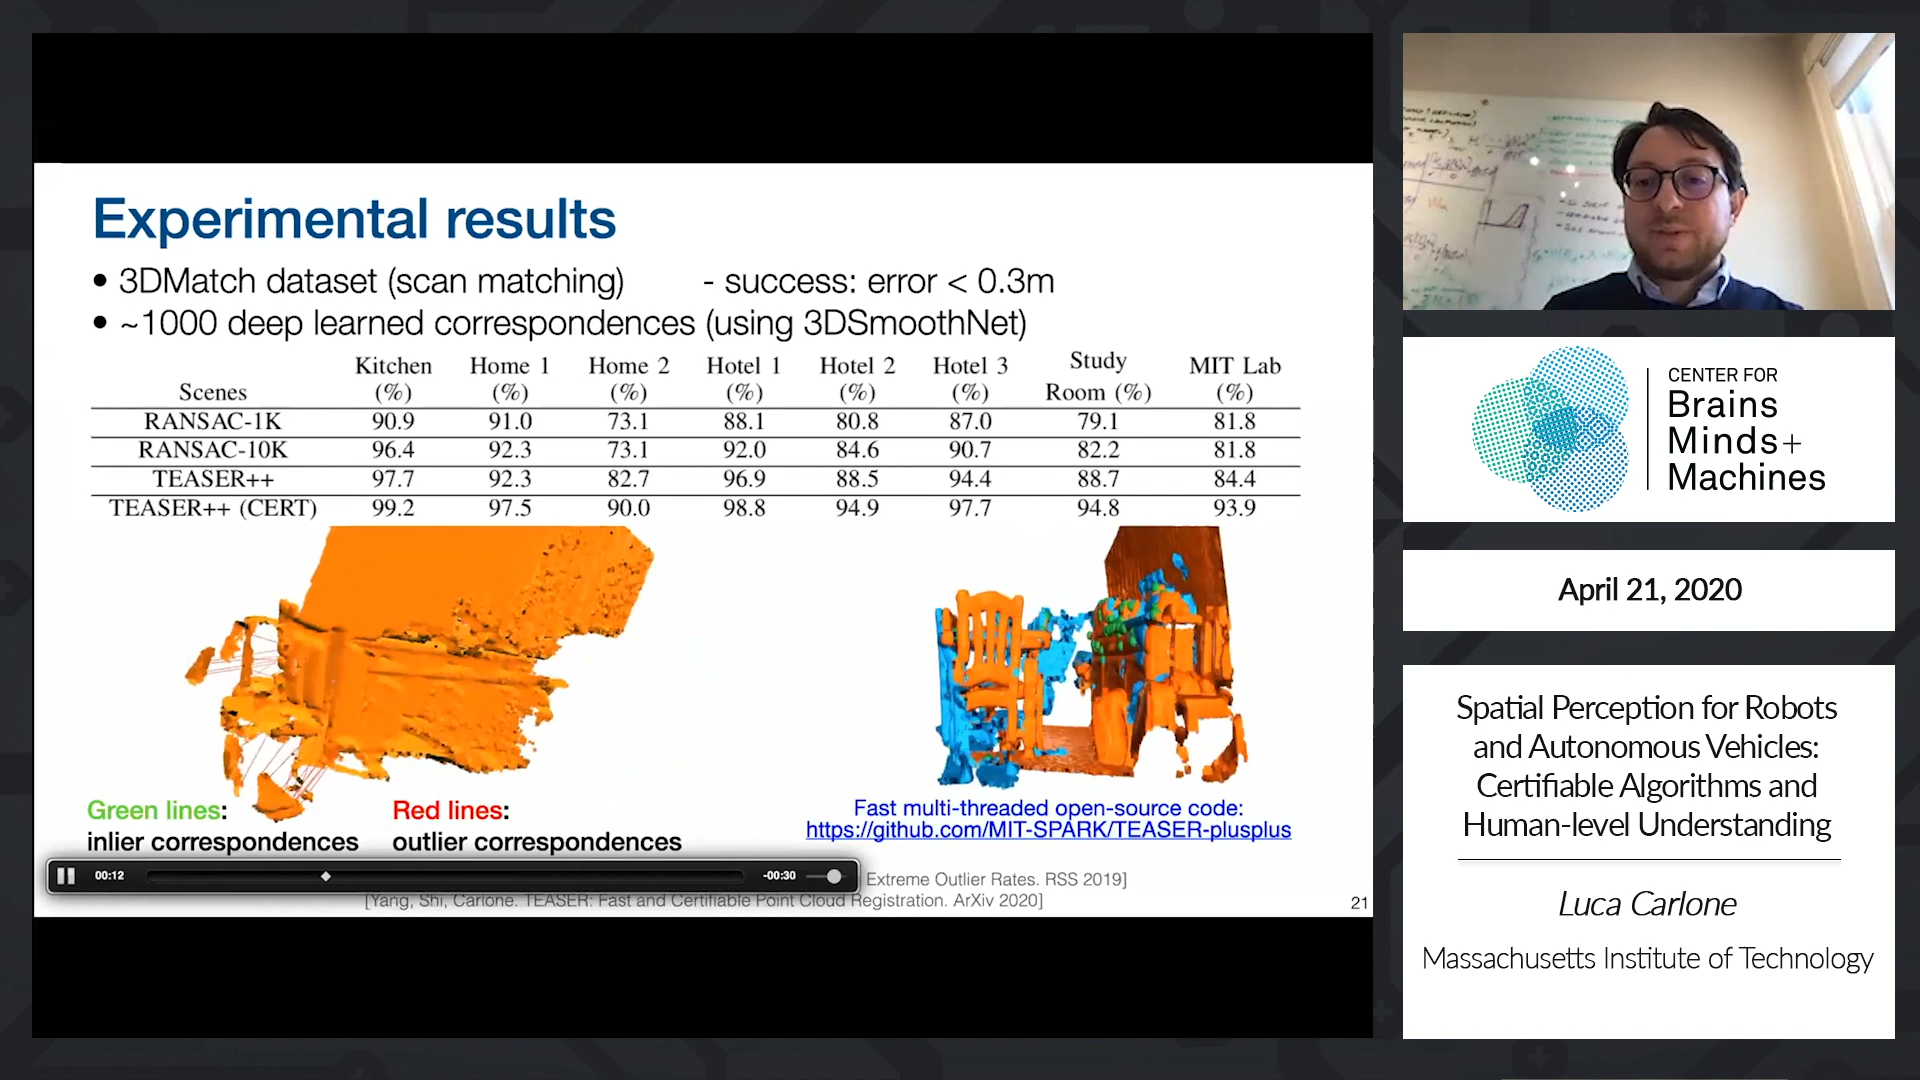 Experimental results
• 3DMatch dataset (scan matching) - success: error < 0.3m
• ~1000 deep learned correspondences (using 3DSmoothNet)
Scenes Kitchen (%) Home 1 (%) Home 2 (%) Hotel 1 (%) Hotel 2 (%) Hotel 3 (%) Study Room (%) MIT Lab (%)
RANSAC-1K 90.9 91.0 73.1 88.1 80.8 87.0 79.1 81.8
RANSAC-10K 96.4 92.3 73.1 92.0 84.6 90.7 82.2 81.8
TEASER++ 97.7 92.3 82.7 96.9 88.5 94.4 88.7 84.4
TEASER++ (CERT) 99.2 97.5 90.0 98.8 94.9 97.7 94.8 93.9
Green lines: Red lines:
inlier correspondences outlier correspondences
Fast multi-threaded open-source code:
https://github.com/MIT-SPARK/TEASER-plusplus
00:12 -00:30
Extreme Outlier Rates. RSS 2019]
[Yang, Shi, Carlone. TEASER: Fast and Certifiable Point Cloud Registration. ArXiv 2020]
21
CENTER FOR
Brains
Minds+
Machines
April 21, 2020
Spatial Perception for Robots
and Autonomous Vehicles:
Certifiable Algorithms and
Human-level Understanding
Luca Carlone
Massachusetts Institute of Technology